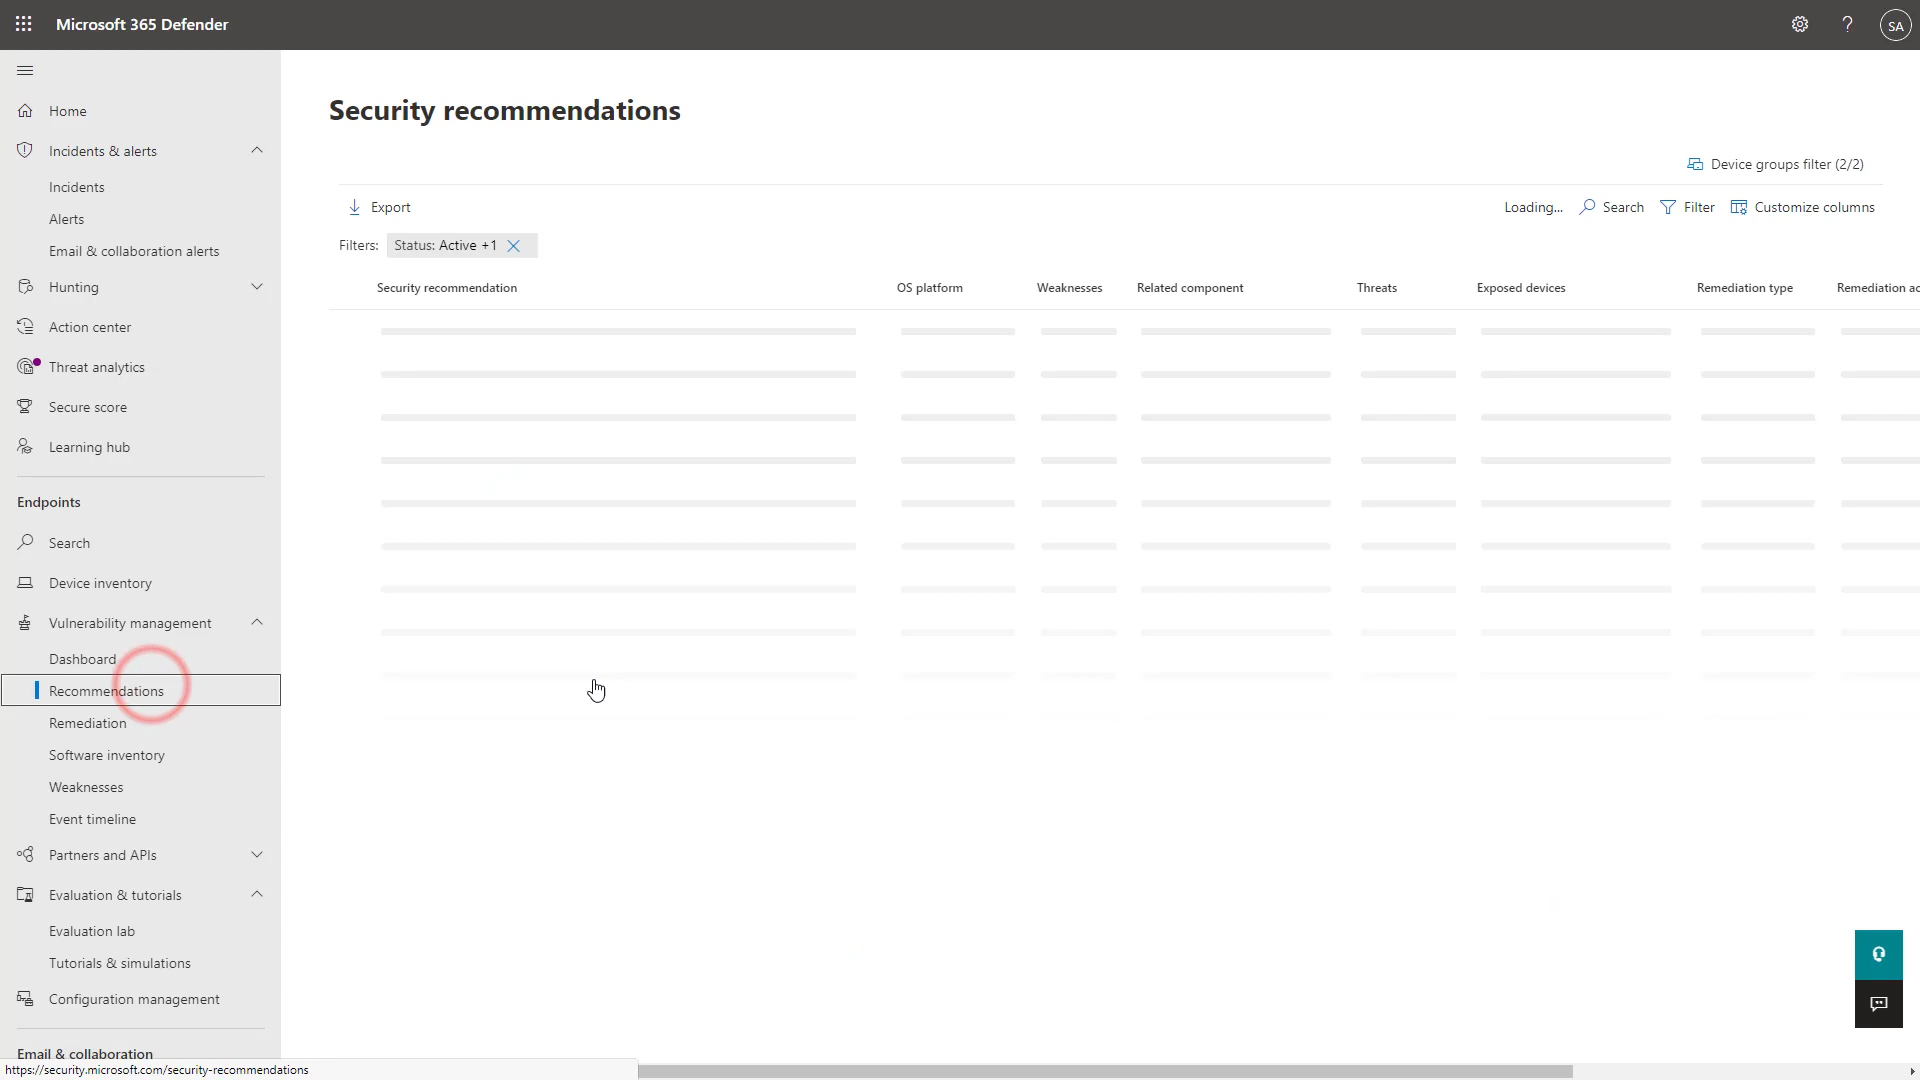 Microsoft 365 Defender
SA
Home
Incidents & alerts
Incidents
Alerts
Email & collaboration alerts
Hunting
Action center
Threat analytics
Secure score
Learning hub
Endpoints
Search
Device inventory
Vulnerability management
Dashboard
Recommendations
Remediation
Software inventory
Weaknesses
Event timeline
Partners and APIs
Evaluation & tutorials
Evaluation lab
Tutorials & simulations
Configuration management
Email & collaboration
https://security.microsoft.com/security-recommendations
Security recommendations
Device groups filter (2/2)
Export
Loading... Search Filter Customize columns
Filters: Status: Active +1
Security recommendation OS platform Weaknesses Related component Threats Exposed devices Remediation type Remediation ac